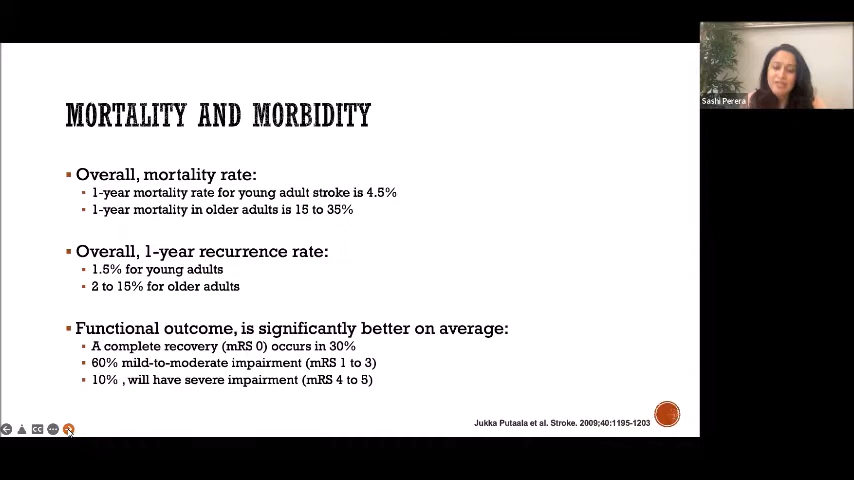 Sashi Perera
MORTALITY AND MORBIDITY
▪ Overall, mortality rate:
▪ 1-year mortality rate for young adult stroke is 4.5%
▪ 1-year mortality in older adults is 15 to 35%
▪ Overall, 1-year recurrence rate:
▪ 1.5% for young adults
▪ 2 to 15% for older adults
▪ Functional outcome, is significantly better on average:
▪ A complete recovery (mRS 0) occurs in 30%
▪ 60% mild-to-moderate impairment (mRS 1 to 3)
▪ 10% , will have severe impairment (mRS 4 to 5)
Jukka Putaala et al. Stroke. 2009;40:1195-1203
CC